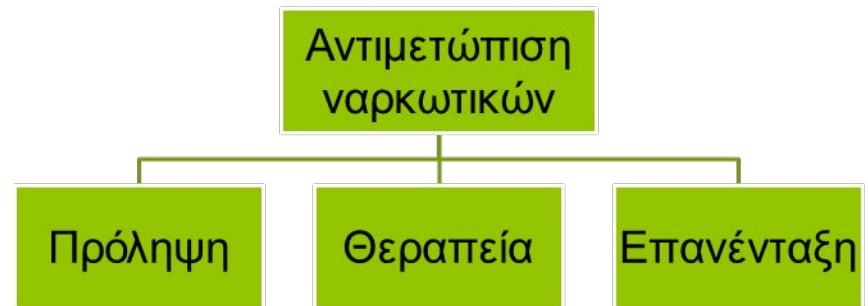 Αντιμετώπιση
ναρκωτικών
Πρόληψη
Θεραπεία
Επανένταξη